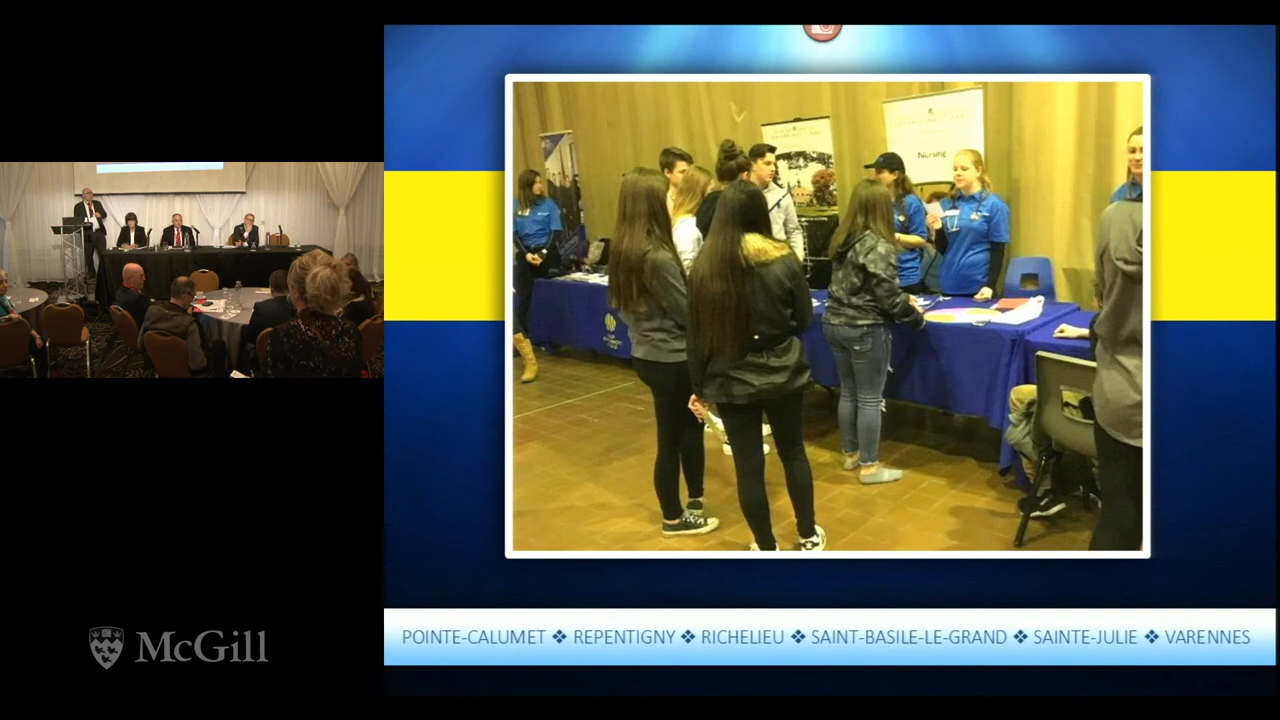 Nursing
McGill
POINTE-CALUMET ❖ REPENTIGNY ❖ RICHELIEU ❖ SAINT-BASILE-LE-GRAND ❖ SAINTE-JULIE ❖ VARENNES